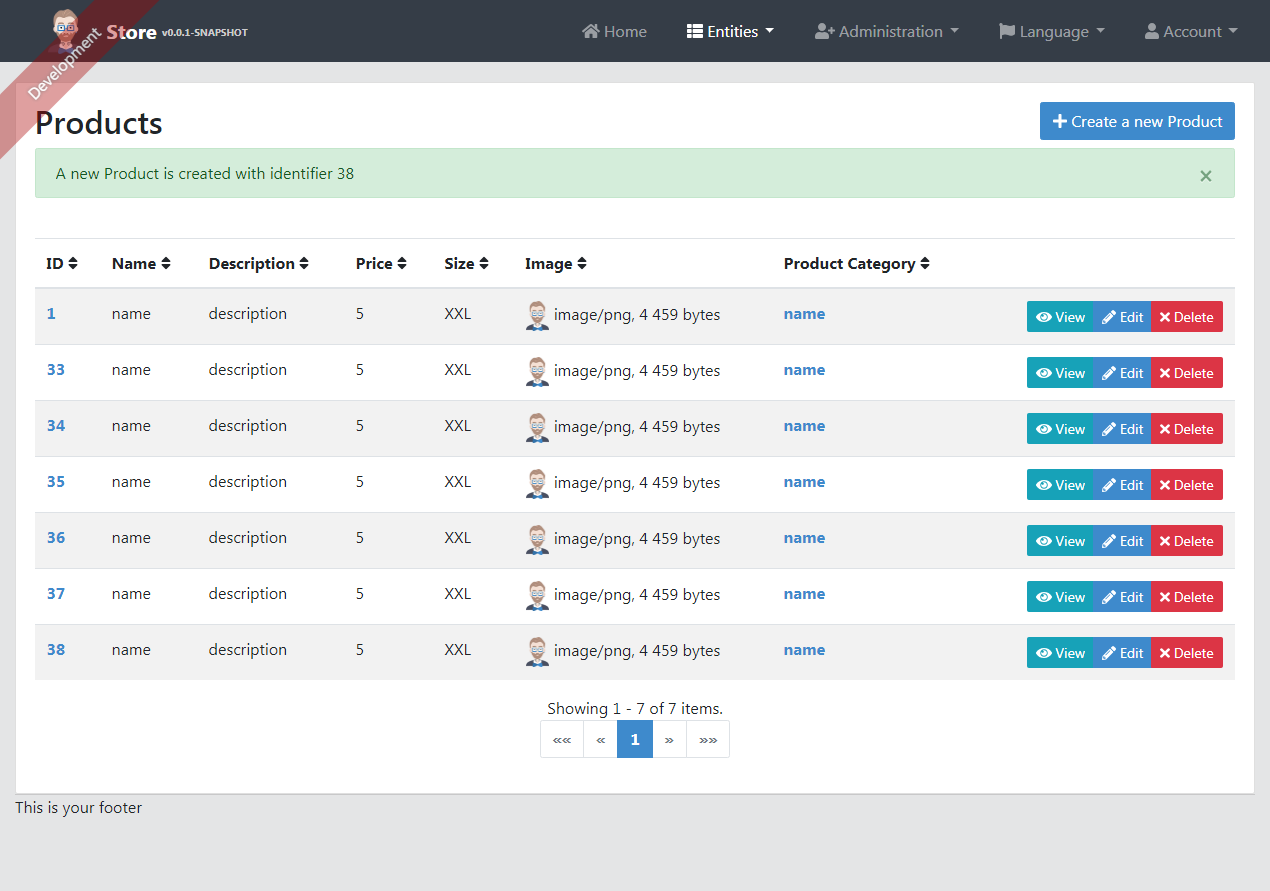 Store v0.0.1-SNAPSHOT Home Entities Administration Language Account
Development
Products Create a new Product
A new Product is created with identifier 38 ×
ID Name Description Price Size Image Product Category
1 name description 5 XXL image/png, 4 459 bytes name View Edit Delete
33 name description 5 XXL image/png, 4 459 bytes name View Edit Delete
34 name description 5 XXL image/png, 4 459 bytes name View Edit Delete
35 name description 5 XXL image/png, 4 459 bytes name View Edit Delete
36 name description 5 XXL image/png, 4 459 bytes name View Edit Delete
37 name description 5 XXL image/png, 4 459 bytes name View Edit Delete
38 name description 5 XXL image/png, 4 459 bytes name View Edit Delete
Showing 1 - 7 of 7 items.
«« « 1 » »»
This is your footer